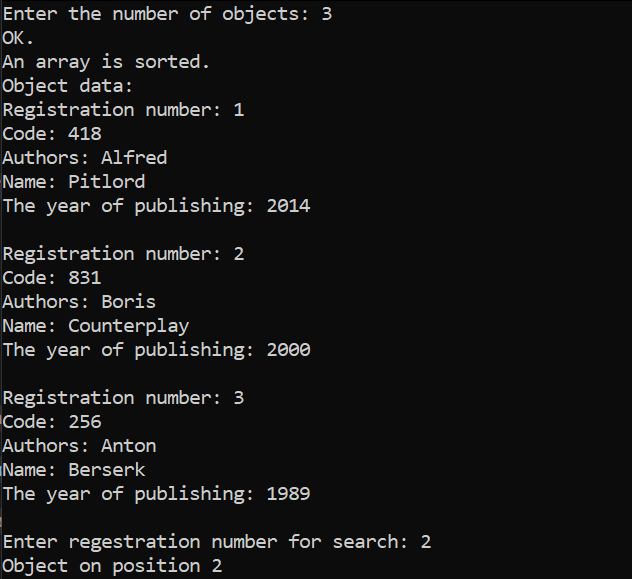 Enter the number of objects: 3
OK.
An array is sorted.
Object data:
Registration number: 1
Code: 418
Authors: Alfred
Name: Pitlord
The year of publishing: 2014
Registration number: 2
Code: 831
Authors: Boris
Name: Counterplay
The year of publishing: 2000
Registration number: 3
Code: 256
Authors: Anton
Name: Berserk
The year of publishing: 1989
Enter regestration number for search: 2
Object on position 2